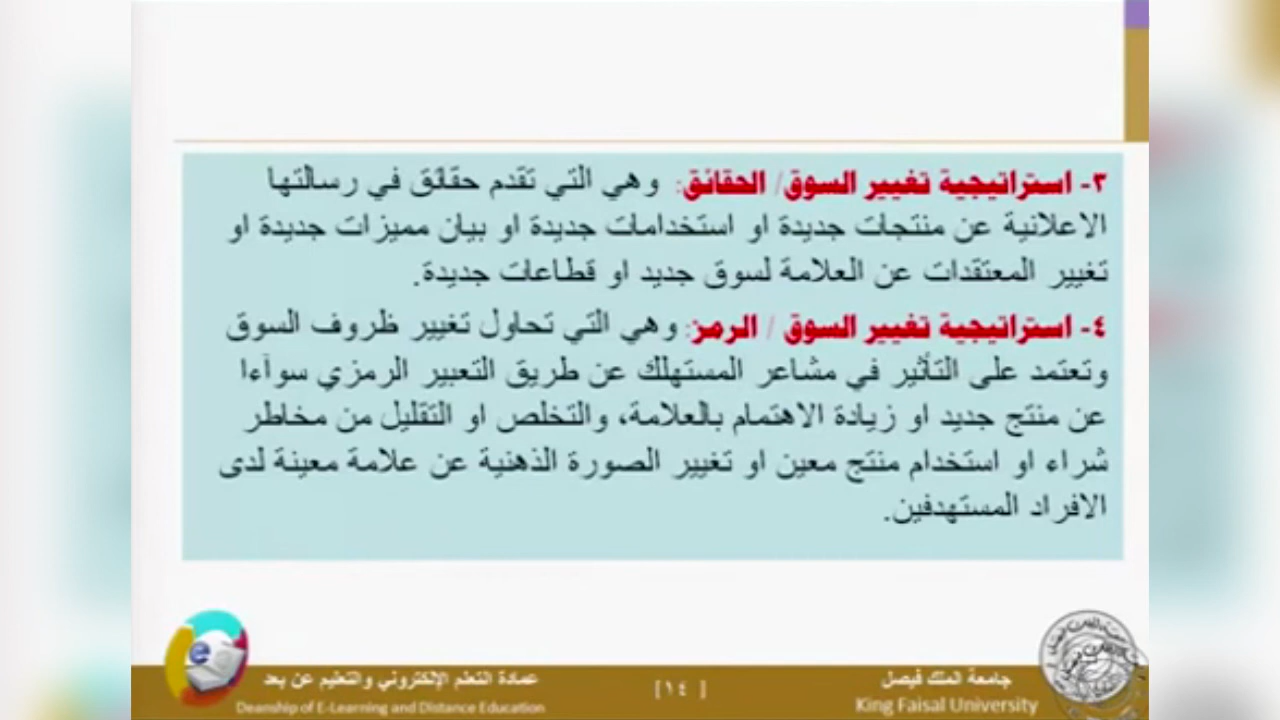 ٣- استراتيجية تغيير السوق/ الحقائق: وهي التي تقدم حقائق في رسالتها
الاعلانية عن منتجات جديدة او استخدامات جديدة او بيان مميزات جديدة او
تغيير المعتقدات عن العلامة لسوق جديد او قطاعات جديدة.
٤- استراتيجية تغيير السوق / الرمز: وهي التي تحاول تغيير ظروف السوق
وتعتمد على التأثير في مشاعر المستهلك عن طريق التعبير الرمزي سوآءا
عن منتج جديد او زيادة الاهتمام بالعلامة، والتخلص او التقليل من مخاطر
شراء او استخدام منتج معين او تغيير الصورة الذهنية عن علامة معينة لدى
الافراد المستهدفين.
جامعة الملك فيصل
King Faisal University
[ ١٤ ]
عمادة التعلم الإلكتروني والتعليم عن بعد
Deanship of E-Learning and Distance Education